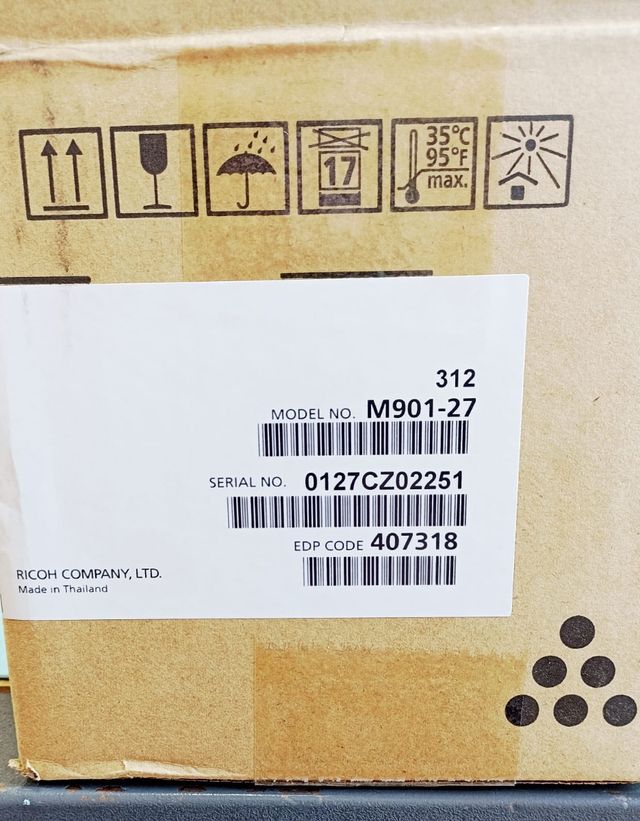 17
35°C
95°F
max.
312
MODEL NO. M901-27
SERIAL NO. 0127CZ02251
EDP CODE 407318
RICOH COMPANY, LTD.
Made in Thailand